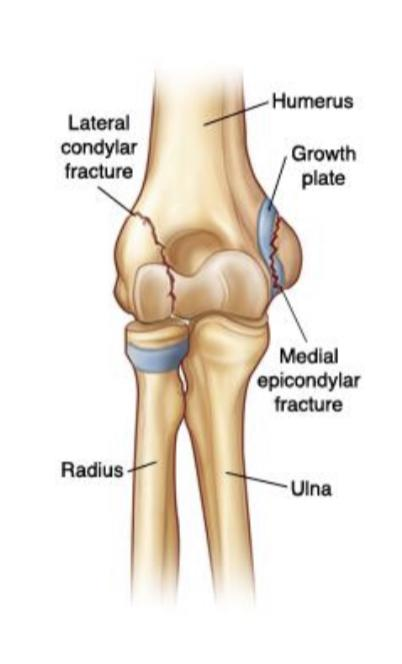 Humerus
Lateral
condylar
fracture
Growth
plate
Medial
epicondylar
fracture
Radius
Ulna